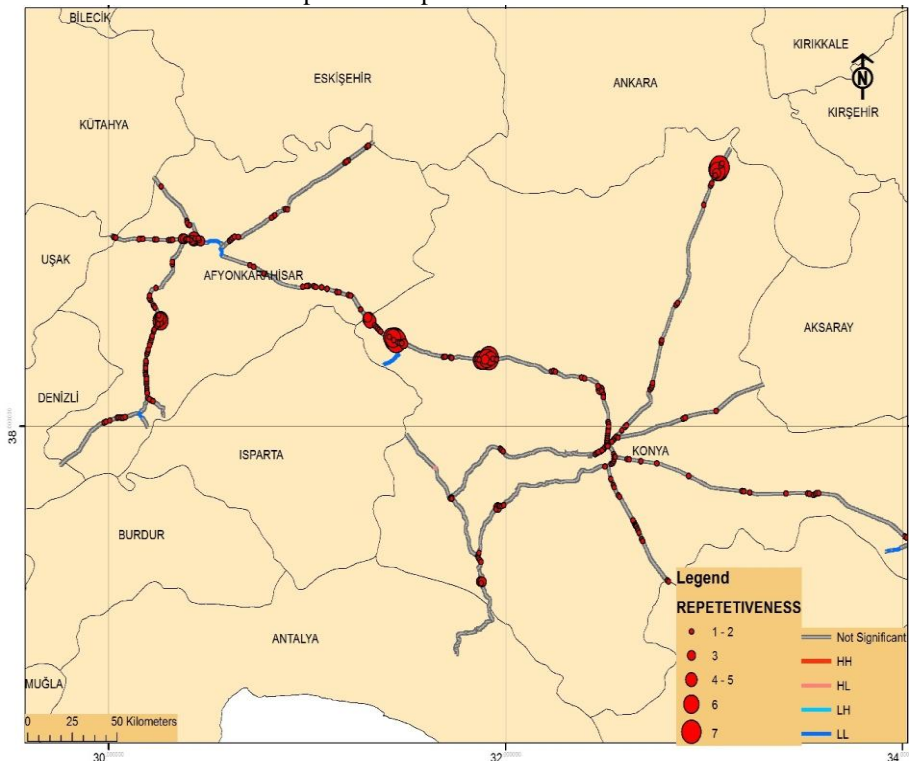 BİLECİK
KIRIKKALE
ESKİŞEHİR
ANKARA
N
KIRŞEHİR
KÜTAHYA
UŞAK
AFYONKARAHİSAR
AKSARAY
DENİZLİ
38
ISPARTA
KONYA
BURDUR
Legend
REPETETIVENESS
1 - 2
3
4 - 5
6
7
Not Significant
HH
HL
LH
LL
ANTALYA
MUĞLA
0 25 50 Kilometers
30
32
34